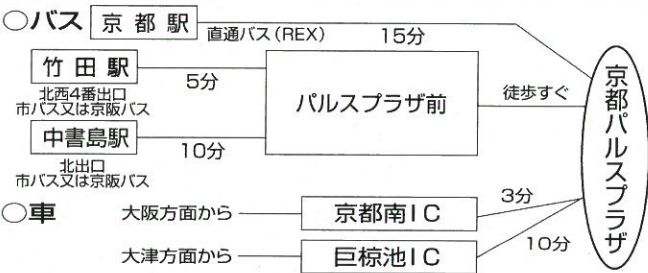 ○バス 京都駅 直通バス(REX) 15分
竹田駅 5分
北西4番出口
市バス又は京阪バス
パルスプラザ前 徒歩すぐ
中書島駅 10分
北出口
市バス又は京阪バス
京都パルスプラザ
○車 大阪方面から 京都南IC 3分
大津方面から 巨椋池IC 10分